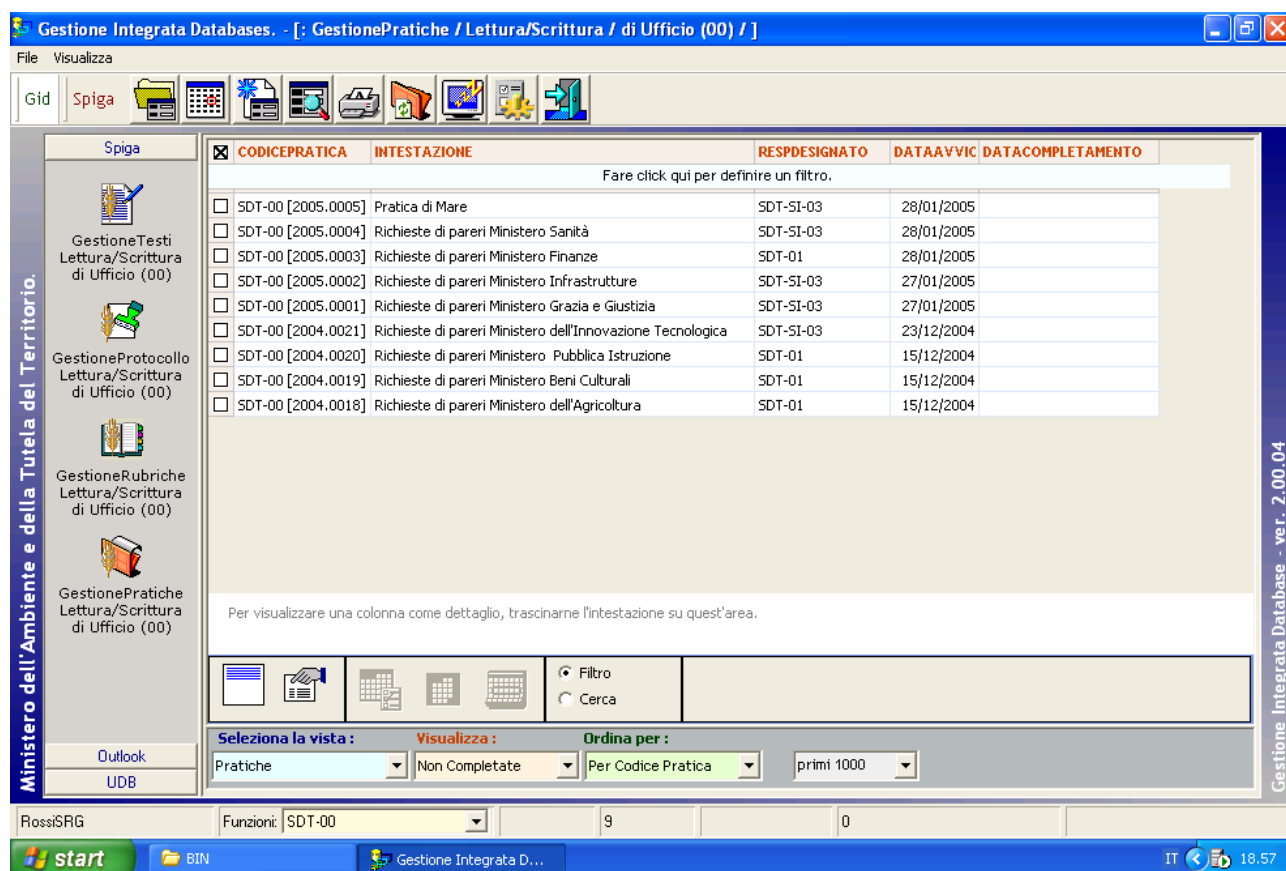 Gestione Integrata Databases. - [: GestionePratiche / Lettura/Scrittura / di Ufficio (00) / ]
File Visualizza
Gid Spiga
Ministero dell'Ambiente e della Tutela del Territorio.
Spiga
GestioneTesti
Lettura/Scrittura
di Ufficio (00)
GestioneProtocollo
Lettura/Scrittura
di Ufficio (00)
GestioneRubriche
Lettura/Scrittura
di Ufficio (00)
GestionePratiche
Lettura/Scrittura
di Ufficio (00)
Outlook
UDB
CODICEPRATICA INTESTAZIONE RESPDESIGNATO DATAAVVIC DATACOMPLETAMENTO
Fare click qui per definire un filtro.
SDT-00 [2005.0005] Pratica di Mare SDT-SI-03 28/01/2005
SDT-00 [2005.0004] Richieste di pareri Ministero Sanità SDT-SI-03 28/01/2005
SDT-00 [2005.0003] Richieste di pareri Ministero Finanze SDT-01 28/01/2005
SDT-00 [2005.0002] Richieste di pareri Ministero Infrastrutture SDT-SI-03 27/01/2005
SDT-00 [2005.0001] Richieste di pareri Ministero Grazia e Giustizia SDT-SI-03 27/01/2005
SDT-00 [2004.0021] Richieste di pareri Ministero dell'Innovazione Tecnologica SDT-SI-03 23/12/2004
SDT-00 [2004.0020] Richieste di pareri Ministero Pubblica Istruzione SDT-01 15/12/2004
SDT-00 [2004.0019] Richieste di pareri Ministero Beni Culturali SDT-01 15/12/2004
SDT-00 [2004.0018] Richieste di pareri Ministero dell'Agricoltura SDT-01 15/12/2004
Per visualizzare una colonna come dettaglio, trascinarne l'intestazione su quest'area.
Filtro
Cerca
Seleziona la vista : Visualizza : Ordina per :
Pratiche Non Completate Per Codice Pratica primi 1000
Gestione Integrata Database - ver. 2.00.04
RossiSRG Funzioni: SDT-00 9 0
start BIN Gestione Integrata D... IT 18.57